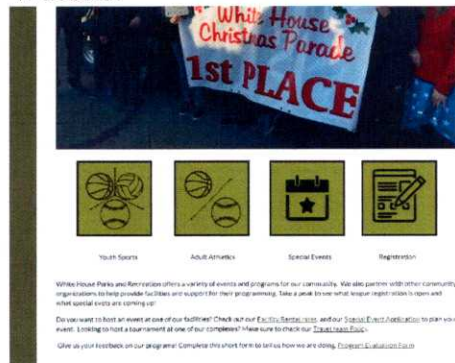 White House
Christmas Parade
1st PLACE
Youth Sports
Adult Athletics
Special Events
Registration
White House Parks and Recreation offers a variety of events and programs for our community. We also partner with other community
organizations to help provide facilities and support for their programming. Take a peak to see what league registration is open and
what special evets are coming up!
Do you want to host an event at one of our facilities? Check out our Facility Rental rates, and our Special Event Application to plan your
event. Looking to host a tournament at one of our complexes? Make sure to check our Travel team Policy.
Give us your feedback on our programs! Complete this short form to tell us how we are doing. Program Evaluation Form